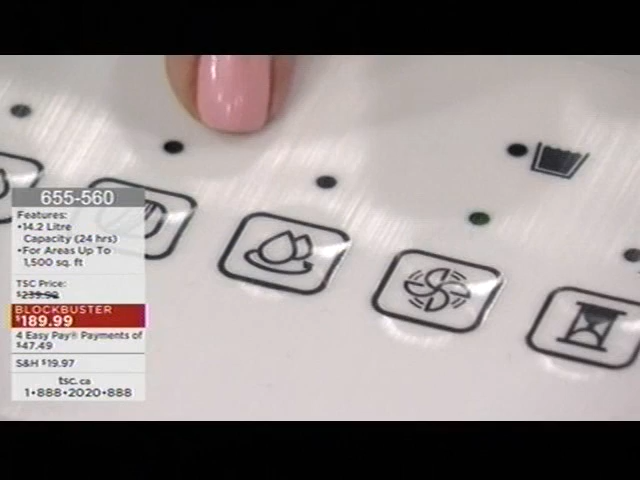 655-560
Features:
•14.2 Litre
Capacity (24 hrs)
•For Areas Up To
1,500 sq. ft
TSC Price:
$239.90
BLOCKBUSTER
$189.99
4 Easy Pay® Payments of
$47.49
S&H $19.97
tsc.ca
1•888•2020•888